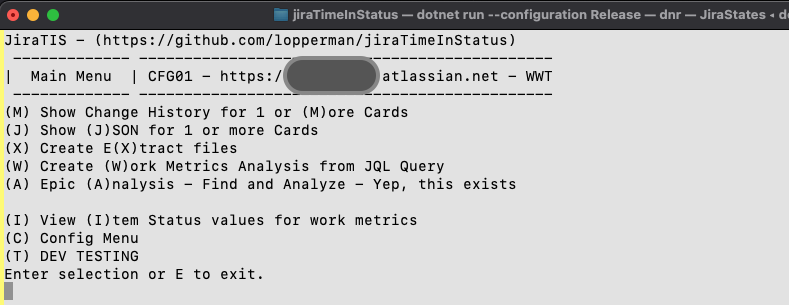 jiraTimeInStatus — dotnet run --configuration Release — dnr — JiraStates ◂ d
JiraTIS – (https://github.com/lopperman/jiraTimeInStatus)
------------- ----------------------------------------------
|  Main Menu  | CFG01 – https:/ atlassian.net – WWT
------------- ----------------------------------------------
(M) Show Change History for 1 or (M)ore Cards
(J) Show (J)SON for 1 or more Cards
(X) Create E(X)tract files
(W) Create (W)ork Metrics Analysis from JQL Query
(A) Epic (A)nalysis – Find and Analyze – Yep, this exists
(I) View (I)tem Status values for work metrics
(C) Config Menu
(T) DEV TESTING
Enter selection or E to exit.